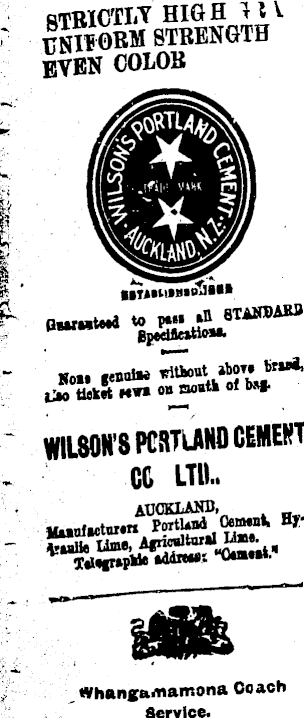 STRICTLY HIGH
UNIFORM STRENGTH
EVEN COLOR
WILSON'S PORTLAND CEMENT
TRADE MARK
AUCKLAND, N.Z.
ESTABLISHED
Guaranteed to pass all STANDARD
Specifications.
None genuine without above brand,
also ticket sewn on mouth of bag.
WILSON'S PORTLAND CEMENT
CO LTD.,
AUCKLAND,
Manufacturers Portland Cement, Hy-
draulic Lime, Agricultural Lime.
Telegraphic address: "Cement."
Whangamamona Coach
Service.